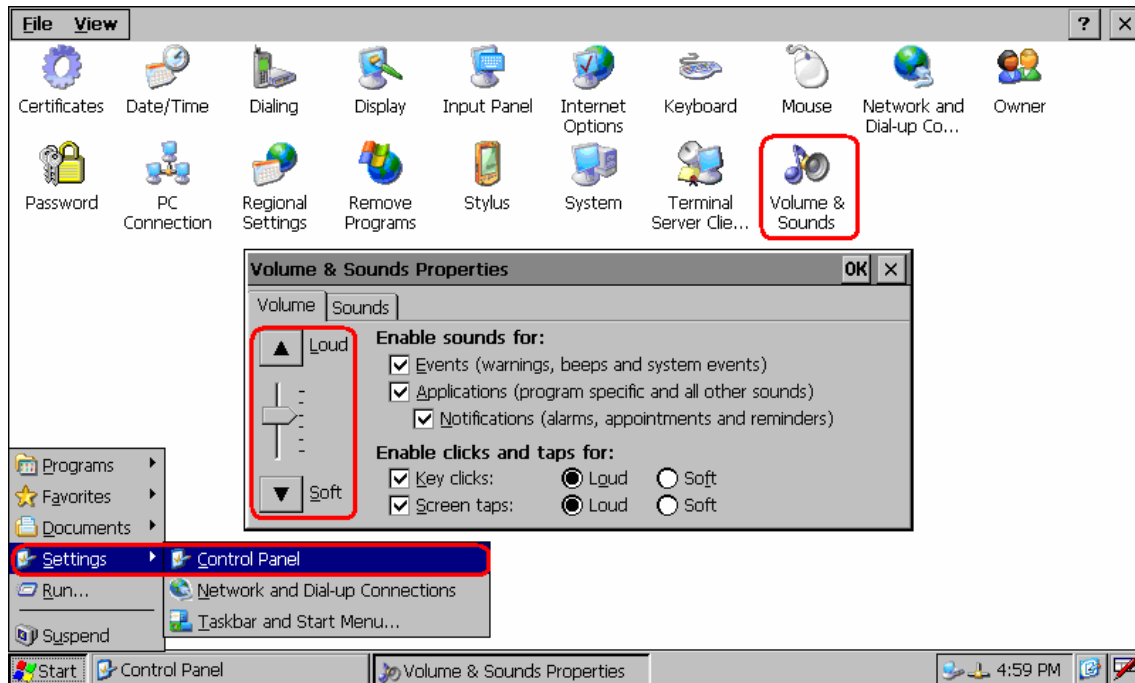 File View ?
Certificates Date/Time Dialing Display Input Panel Internet Options Keyboard Mouse Network and Dial-up Co... Owner
Password PC Connection Regional Settings Remove Programs Stylus System Terminal Server Clie... Volume & Sounds
Volume & Sounds Properties OK
Volume Sounds
Loud
Soft
Enable sounds for:
Events (warnings, beeps and system events)
Applications (program specific and all other sounds)
Notifications (alarms, appointments and reminders)
Enable clicks and taps for:
Key clicks: Loud Soft
Screen taps: Loud Soft
Programs
Favorites
Documents
Settings
Run...
Suspend
Control Panel
Network and Dial-up Connections
Taskbar and Start Menu...
Start Control Panel Volume & Sounds Properties 4:59 PM